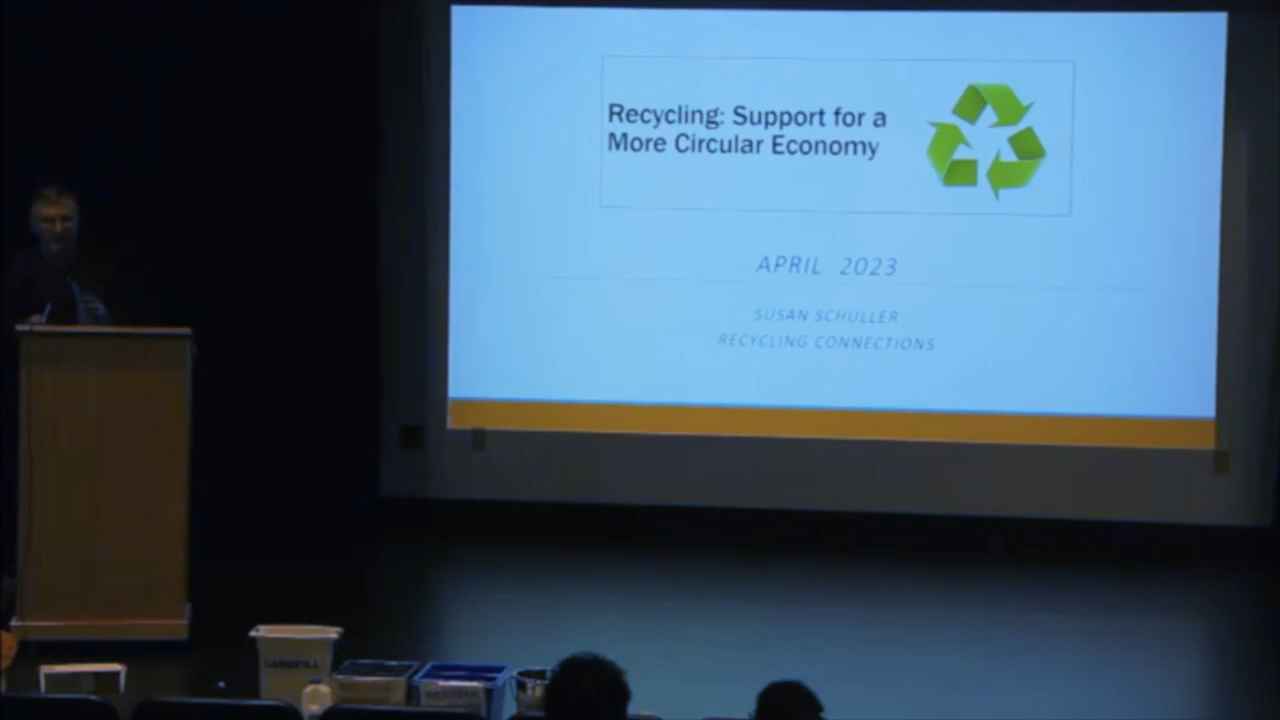 Recycling: Support for a
More Circular Economy
APRIL 2023
SUSAN SCHULLER
RECYCLING CONNECTIONS
LANDFILL